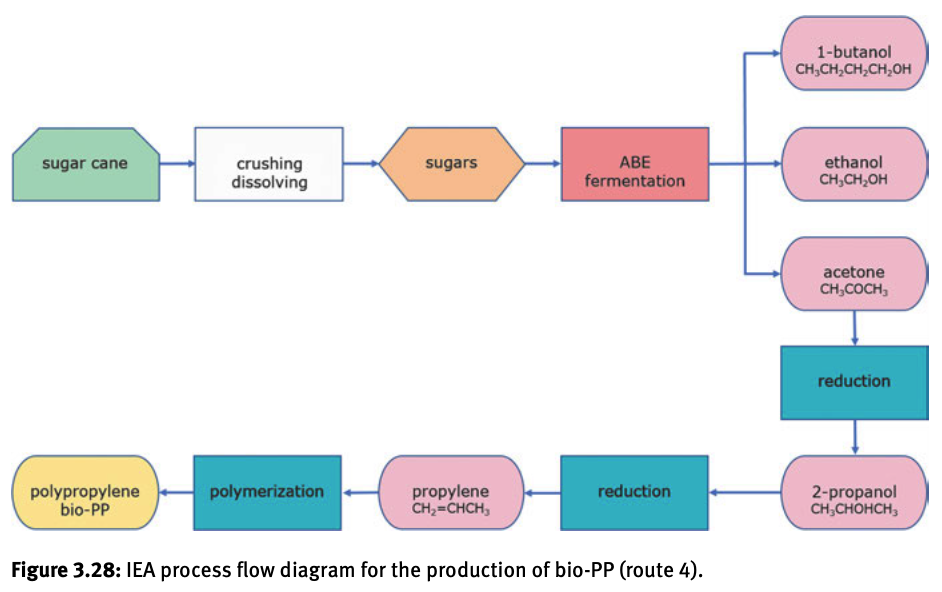 1-butanol
CH₃CH₂CH₂CH₂OH
sugar cane
crushing
dissolving
sugars
ABE
fermentation
ethanol
CH₃CH₂OH
acetone
CH₃COCH₃
reduction
polypropylene
bio-PP
polymerization
propylene
CH₂=CHCH₃
reduction
2-propanol
CH₃CHOHCH₃
Figure 3.28: IEA process flow diagram for the production of bio-PP (route 4).